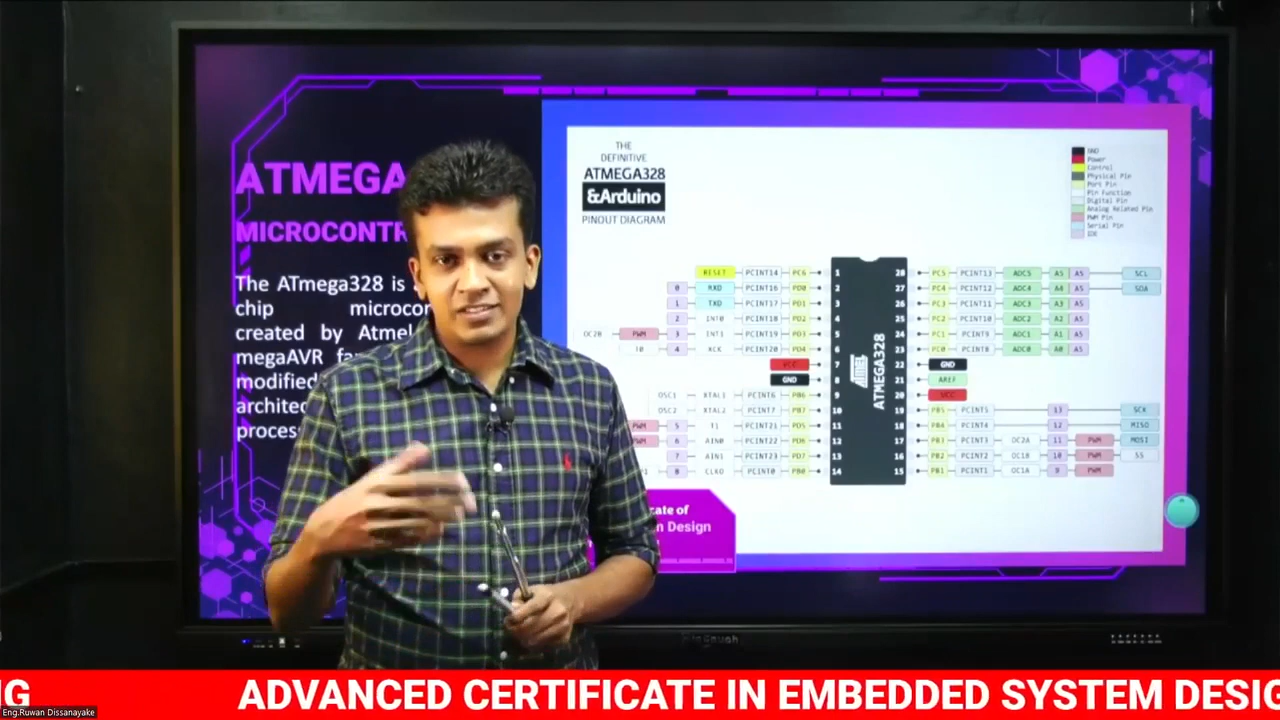 ATMEGA
MICROCONTR
The ATmega328 is
chip microcon
created by Atmel
megaAVR
modified
architec
process
THE
DEFINITIVE
ATMEGA328
&Arduino
PINOUT DIAGRAM
GND
Power
Control
Physical Pin
Port Pin
Pin Function
Digital Pin
Analog Related Pin
PWM Pin
Serial Pin
IDE
RESET PCINT14 PC6 1 28 PC5 PCINT13 ADC5 A5 A5 SCL
0 RXD PCINT16 PD0 2 27 PC4 PCINT12 ADC4 A4 A5 SDA
1 TXD PCINT17 PD1 3 26 PC3 PCINT11 ADC3 A3 A5
2 INT0 PCINT18 PD2 4 25 PC2 PCINT10 ADC2 A2 A5
OC2B PWM 3 INT1 PCINT19 PD3 5 24 PC1 PCINT9 ADC1 A1 A5
T0 4 XCK PCINT20 PD4 6 23 PC0 PCINT8 ADC0 A0 A5
VCC 7 22 GND
GND 8 21 AREF
OSC1 XTAL1 PCINT6 PB6 9 20 VCC
OSC2 XTAL2 PCINT7 PB7 10 19 PB5 PCINT5 13 SCK
PWM 5 T1 PCINT21 PD5 11 18 PB4 PCINT4 12 MISO
PWM 6 AIN0 PCINT22 PD6 12 17 PB3 PCINT3 OC2A 11 PWM MOSI
7 AIN1 PCINT23 PD7 13 16 PB2 PCINT2 OC1B 10 PWM SS
8 CLKO PCINT0 PB0 14 15 PB1 PCINT1 OC1A 9 PWM
ATMEL
ATMEGA328
cate of
m Design
NG
ADVANCED CERTIFICATE IN EMBEDDED SYSTEM DESIG
Eng.Ruwan Dissanayake